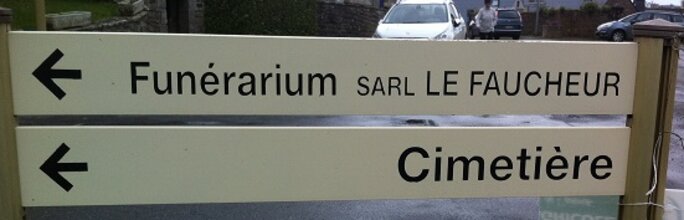 ← Funérarium SARL LE FAUCHEUR
← Cimetière